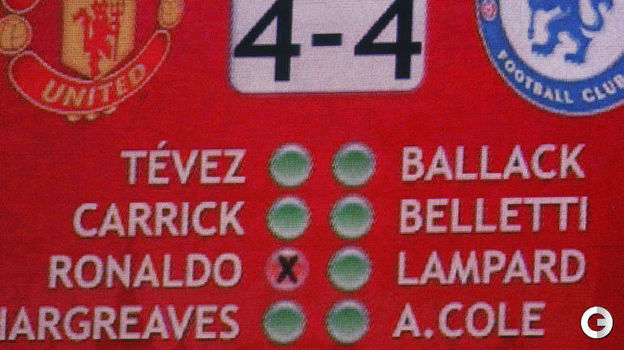 4-4
UNITED
FOOTBALL CLUB
TÉVEZ BALLACK
CARRICK BELLETTI
RONALDO X LAMPARD
HARGREAVES A.COLE